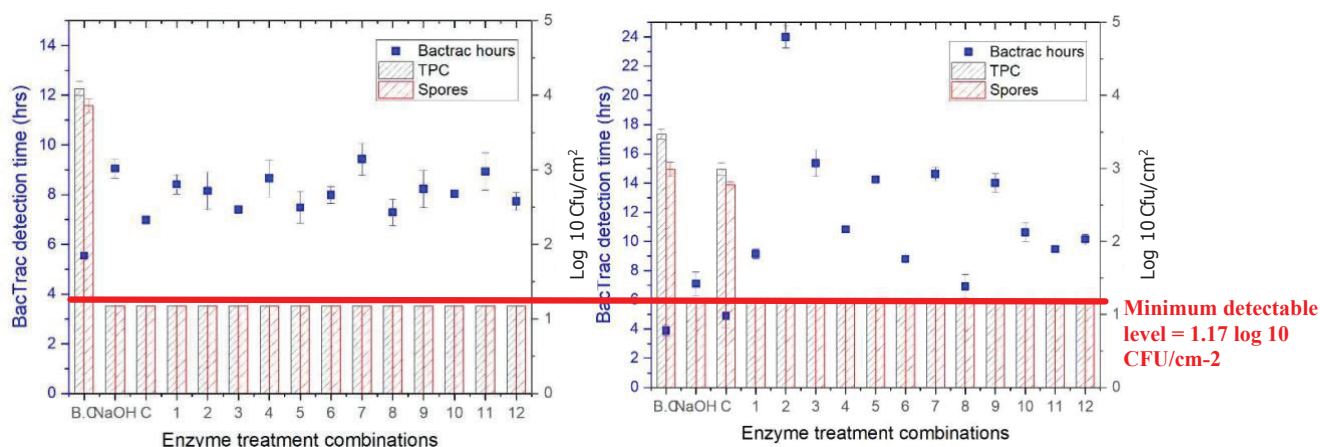 14
12
10
8
6
4
2
0
BacTrac detection time (hrs)
B.C NaOH C 1 2 3 4 5 6 7 8 9 10 11 12
Enzyme treatment combinations
Bactrac hours
TPC
Spores
5
4
3
2
1
0
Log 10 Cfu/cm²
24
22
20
18
16
14
12
10
8
6
4
2
0
BacTrac detection time (hrs)
B.C NaOH C 1 2 3 4 5 6 7 8 9 10 11 12
Enzyme treatment combinations
Bactrac hours
TPC
Spores
5
4
3
2
1
0
Log 10 Cfu/cm²
Minimum detectable
level = 1.17 log 10
CFU/cm-2